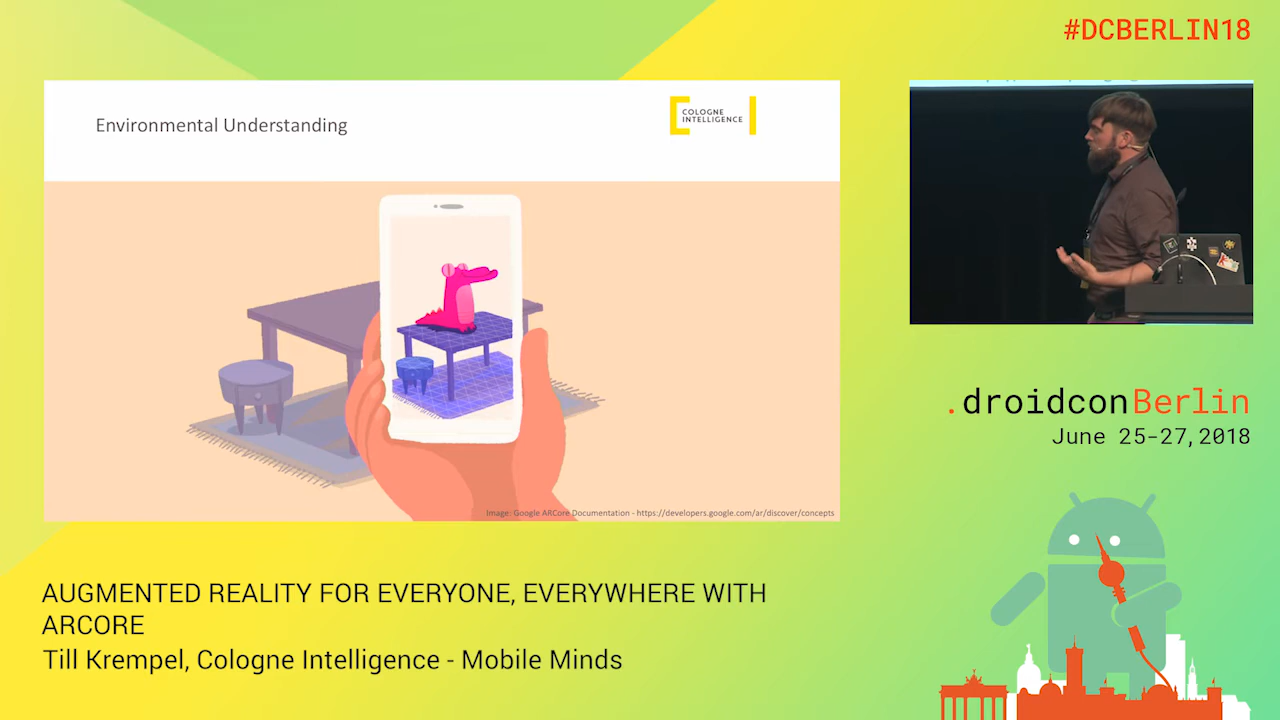 #DCBERLIN18
Environmental Understanding
COLOGNE
INTELLIGENCE
Image: Google ARCore Documentation - https://developers.google.com/ar/discover/concepts
.droidconBerlin
June 25-27, 2018
AUGMENTED REALITY FOR EVERYONE, EVERYWHERE WITH
ARCORE
Till Krempel, Cologne Intelligence - Mobile Minds